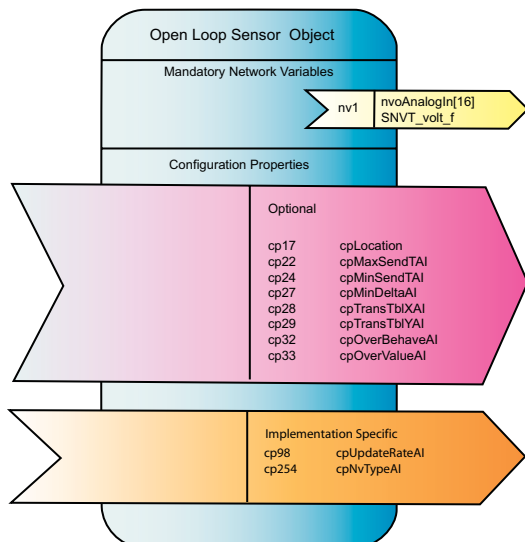 Open Loop Sensor Object
Mandatory Network Variables
nv1 nvoAnalogIn[16]
SNVT_volt_f
Configuration Properties
Optional
cp17 cpLocation
cp22 cpMaxSendTAI
cp24 cpMinSendTAI
cp27 cpMinDeltaAI
cp28 cpTransTblXAI
cp29 cpTransTblYAI
cp32 cpOverBehaveAI
cp33 cpOverValueAI
Implementation Specific
cp98 cpUpdateRateAI
cp254 cpNvTypeAI